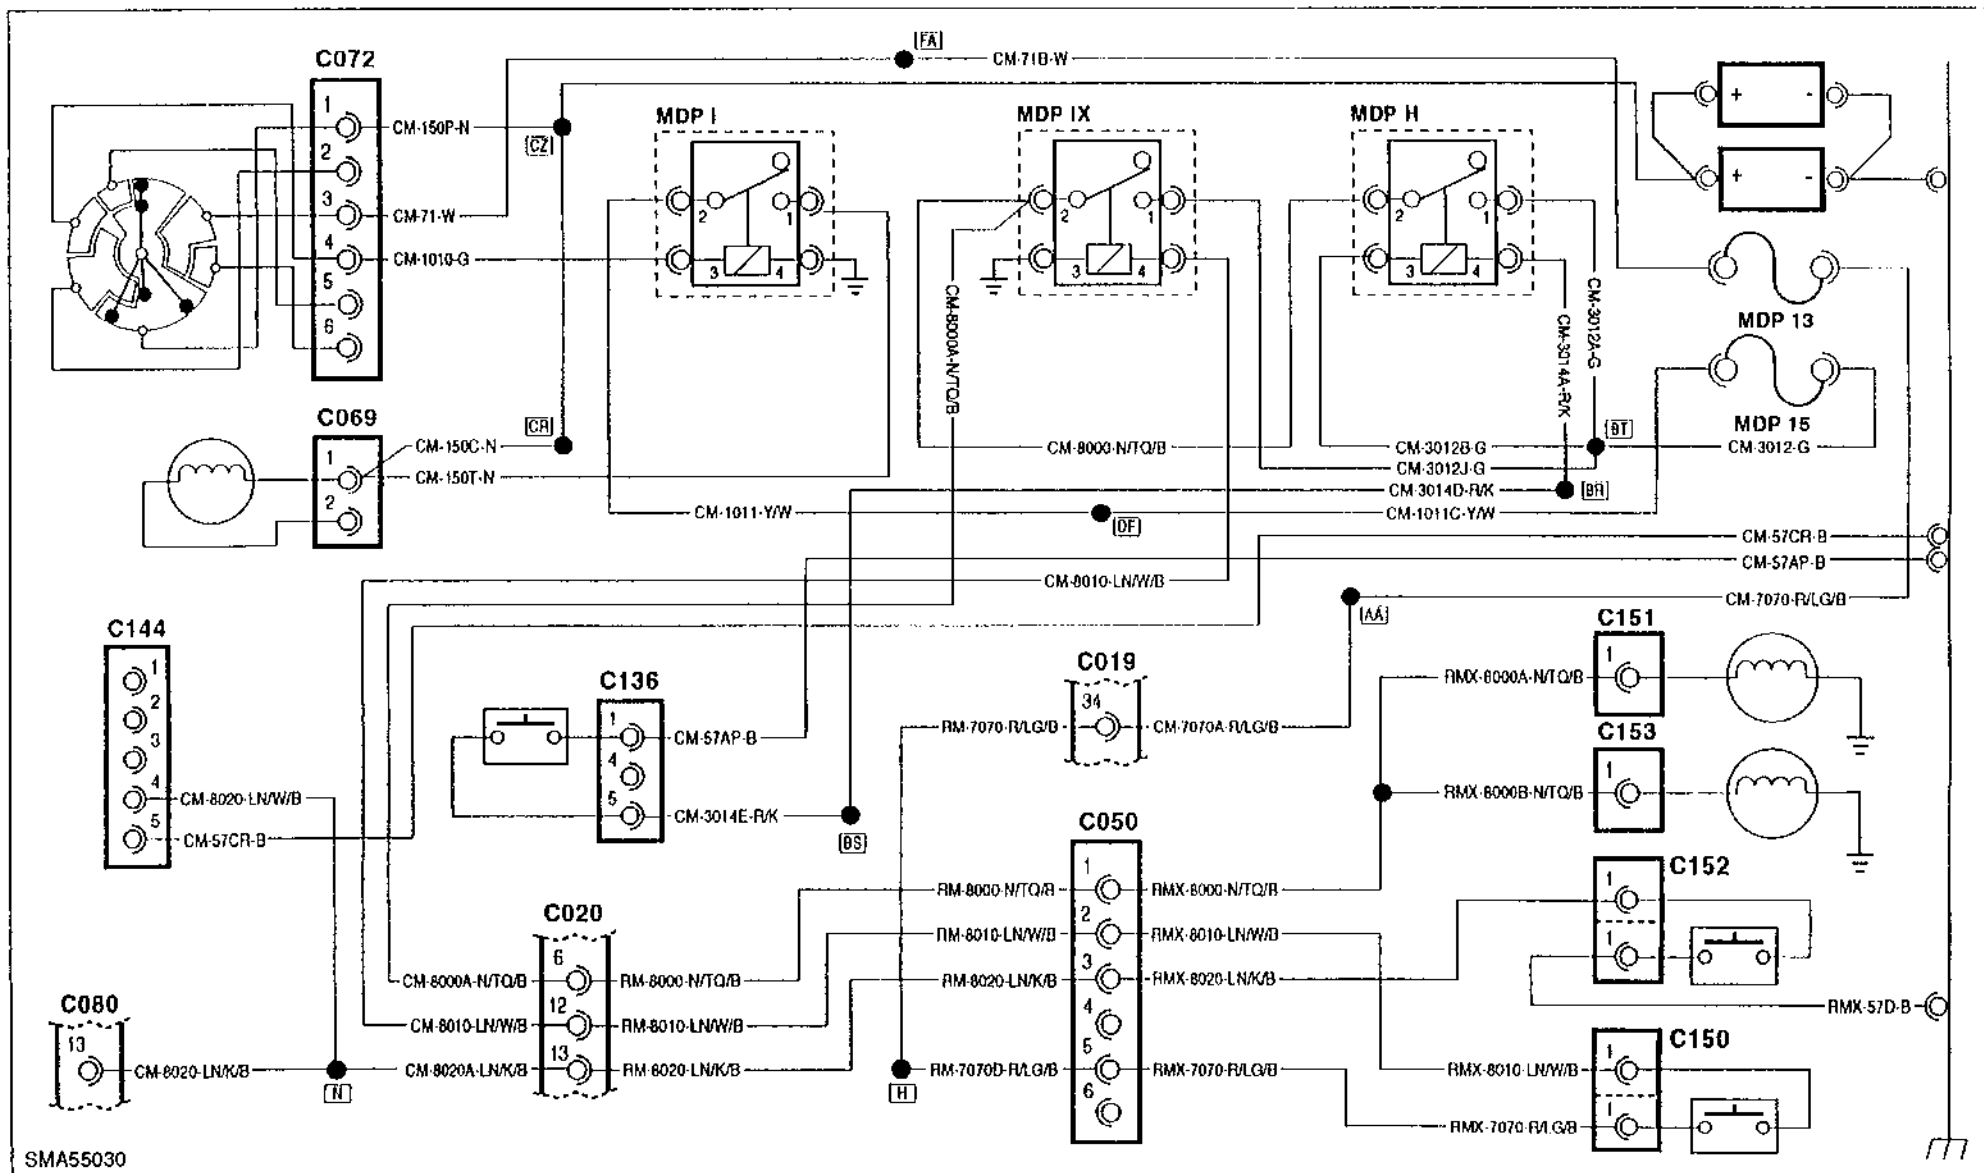 FA
CM-71B-W
C072
1
2
3
4
5
6
CM-150P-N
CZ
CM-71-W
CM-1010-G
MDP I
2
1
3
4
MDP IX
2
1
3
4
MDP H
2
1
3
4
+ -
+ -
MDP 13
MDP 15
CM-8000A-N/TQ/B
CM-3014A-R/K
CM-3012A-G
C069
1
2
CR
CM-150C-N
CM-150T-N
CM-8000-N/TQ/B
CM-3012B-G
BT
CM-3012-G
CM-3012J-G
CM-3014D-R/K
BR
CM-1011-Y/W
DF
CM-1011C-Y/W
CM-57CR-B
CM-57AP-B
CM-8010-LN/W/B
CM-7070-R/LG/B
AA
C144
1
2
3
4
5
CM-8020-LN/W/B
CM-57CR-B
C136
1
4
5
CM-57AP-B
CM-3014E-R/K
BS
C019
34
RM-7070-R/LG/B
CM-7070A-R/LG/B
C151
1
RMX-8000A-N/TQ/B
C153
1
RMX-8000B-N/TQ/B
C050
1
2
3
4
5
6
RM-8000-N/TQ/B
RMX-8000-N/TQ/B
RM-8010-LN/W/B
RMX-8010-LN/W/B
RM-8020-LN/K/B
RMX-8020-LN/K/B
RM-7070D-R/LG/B
RMX-7070-R/LG/B
H
C152
1
1
RMX-57D-B
C020
6
12
13
CM-8000A-N/TQ/B
RM-8000-N/TQ/B
CM-8010-LN/W/B
RM-8010-LN/W/B
CM-8020A-LN/K/B
RM-8020-LN/K/B
C080
13
CM-8020-LN/K/B
N
C150
1
1
RMX-8010-LN/W/B
RMX-7070-R/LG/B
SMA55030